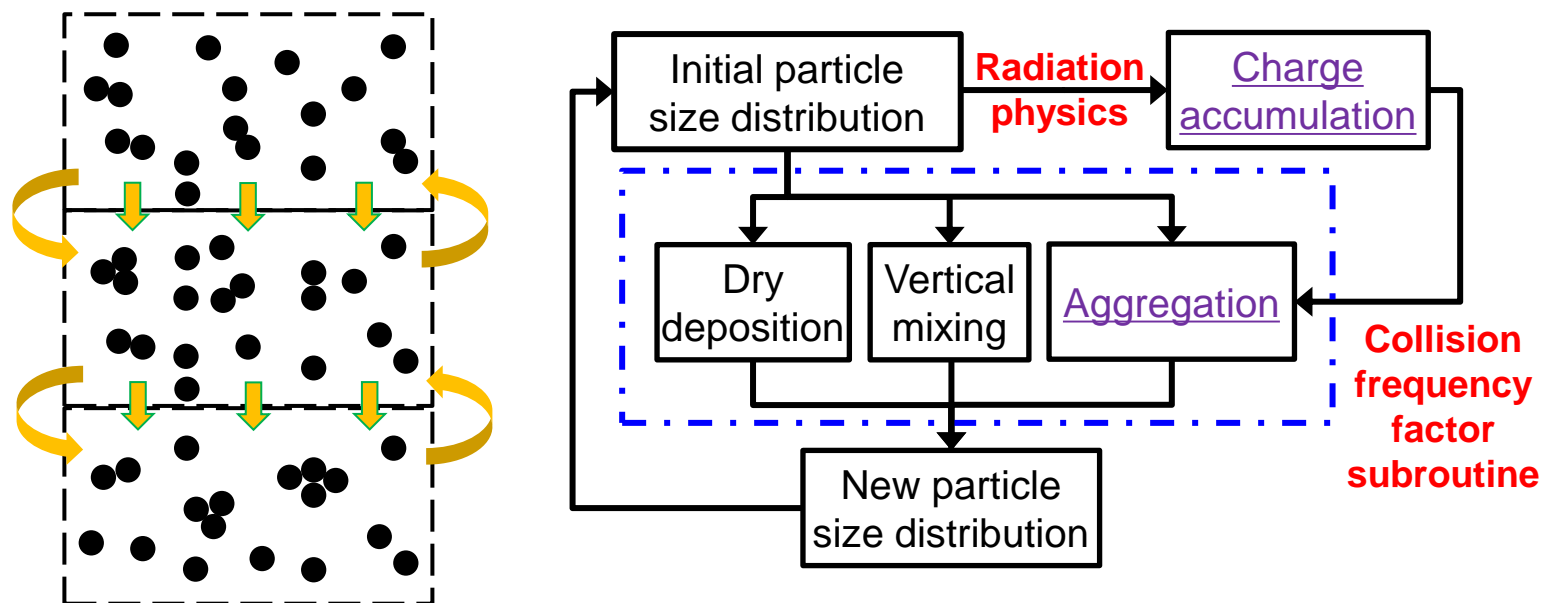 Initial particle
size distribution
Radiation
physics
Charge
accumulation
Dry
deposition
Vertical
mixing
Aggregation
Collision
frequency
factor
subroutine
New particle
size distribution